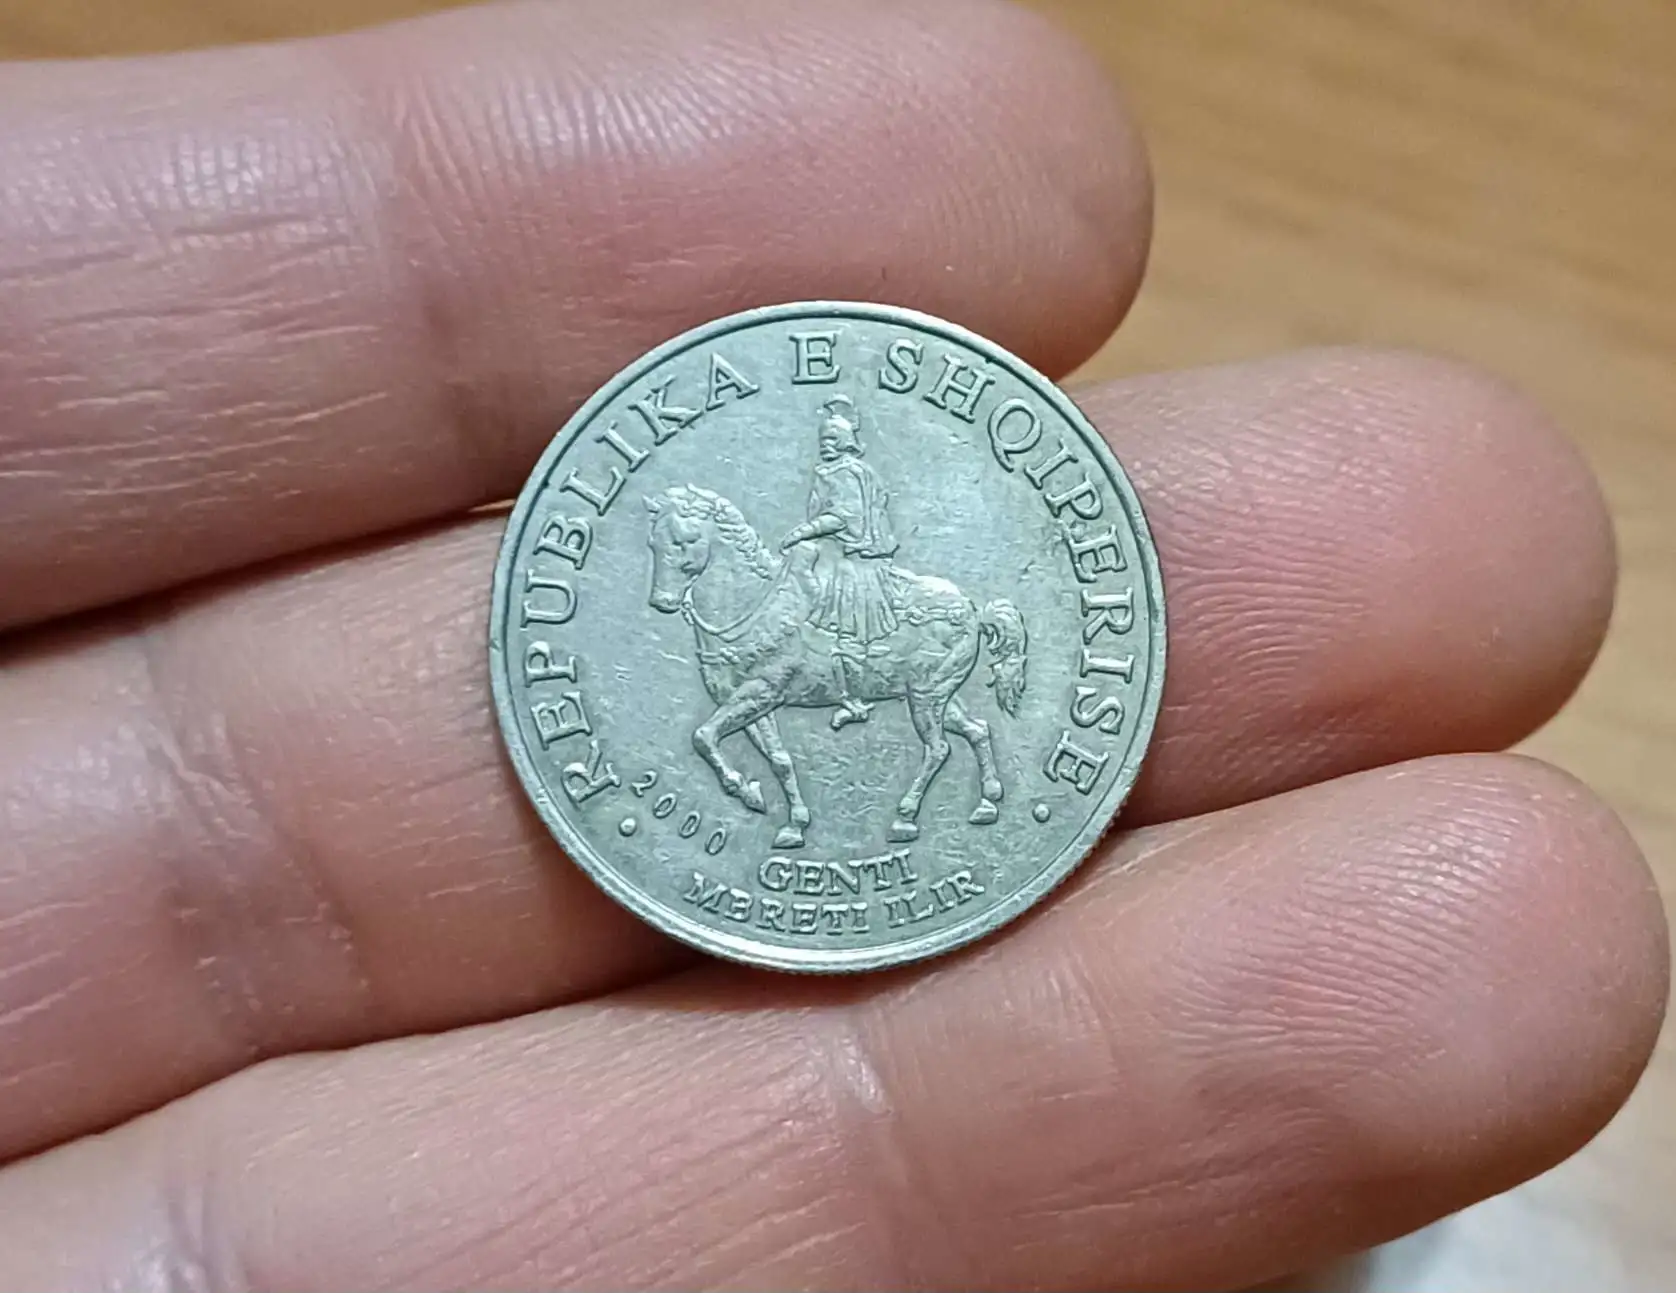 REPUBLIKA E SHQIPERISE
2000
GENTI
MBRETI ILIR